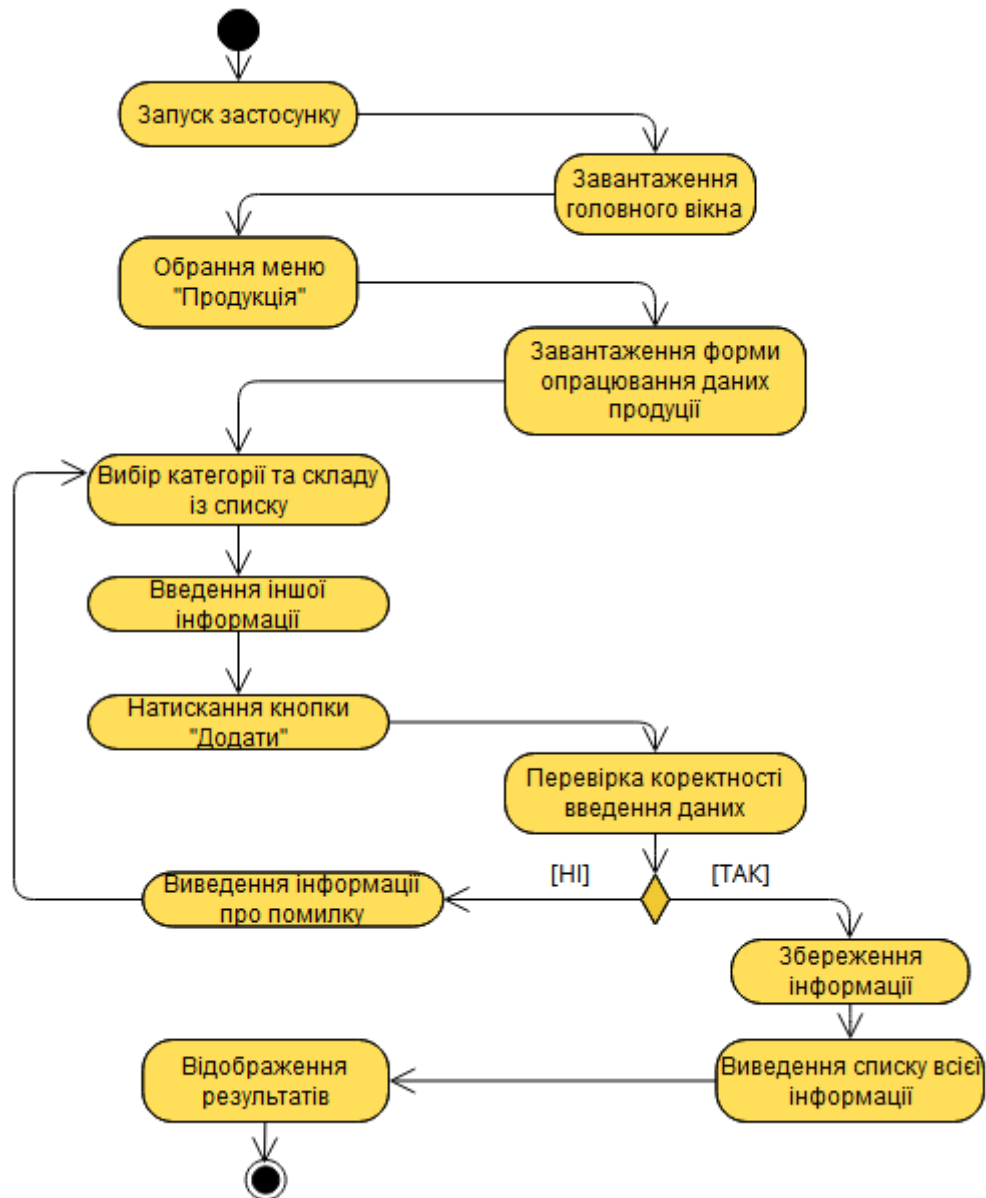 Запуск застосунку
Завантаження
головного вікна
Обрання меню
"Продукція"
Завантаження форми
опрацювання даних
продуції
Вибір категорії та складу
із списку
Введення іншої
інформації
Натискання кнопки
"Додати"
Перевірка коректності
введення даних
[НІ]
[ТАК]
Виведення інформації
про помилку
Збереження
інформації
Виведення списку всієї
інформації
Відображення
результатів